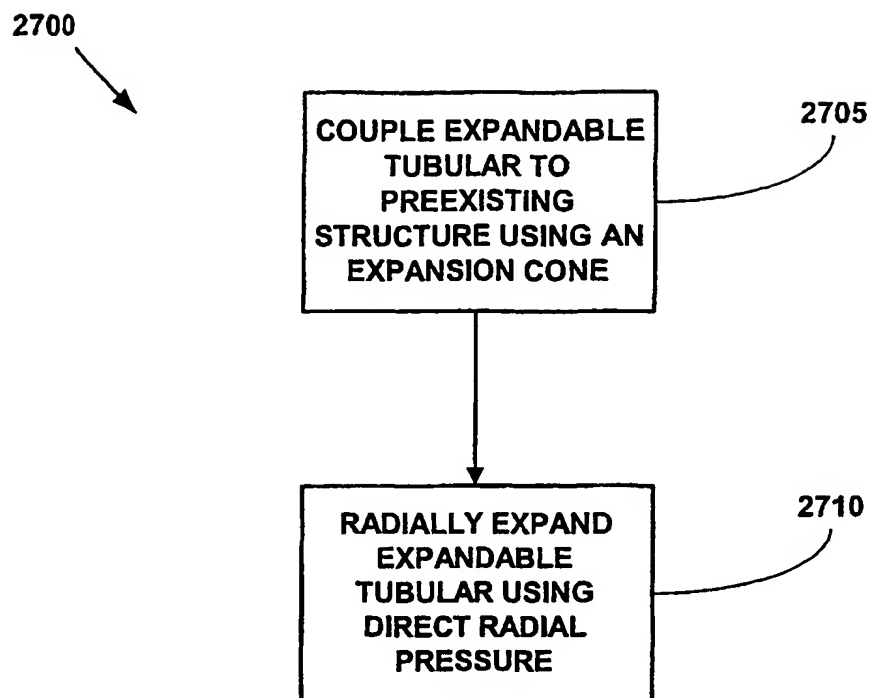 2700
COUPLE EXPANDABLE
TUBULAR TO
PREEXISTING
STRUCTURE USING AN
EXPANSION CONE
2705
RADIALLY EXPAND
EXPANDABLE
TUBULAR USING
DIRECT RADIAL
PRESSURE
2710